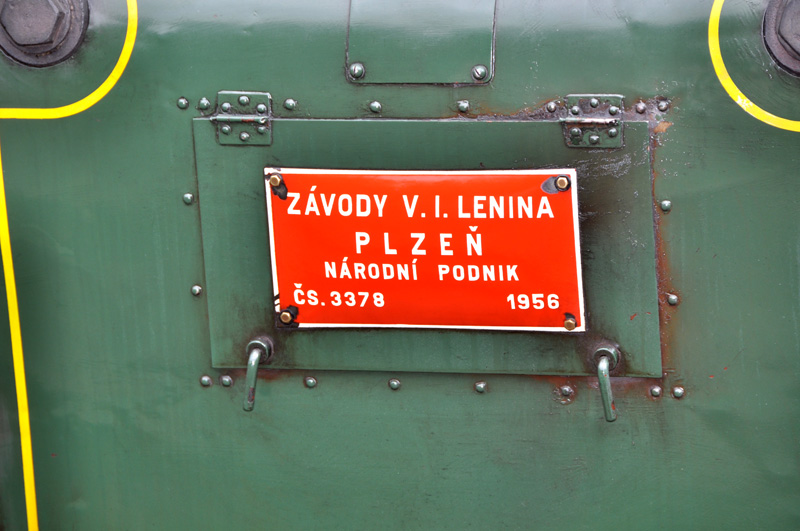 ZÁVODY V. I. LENINA
PLZEŇ
NÁRODNÍ PODNIK
ČS. 3378 1956